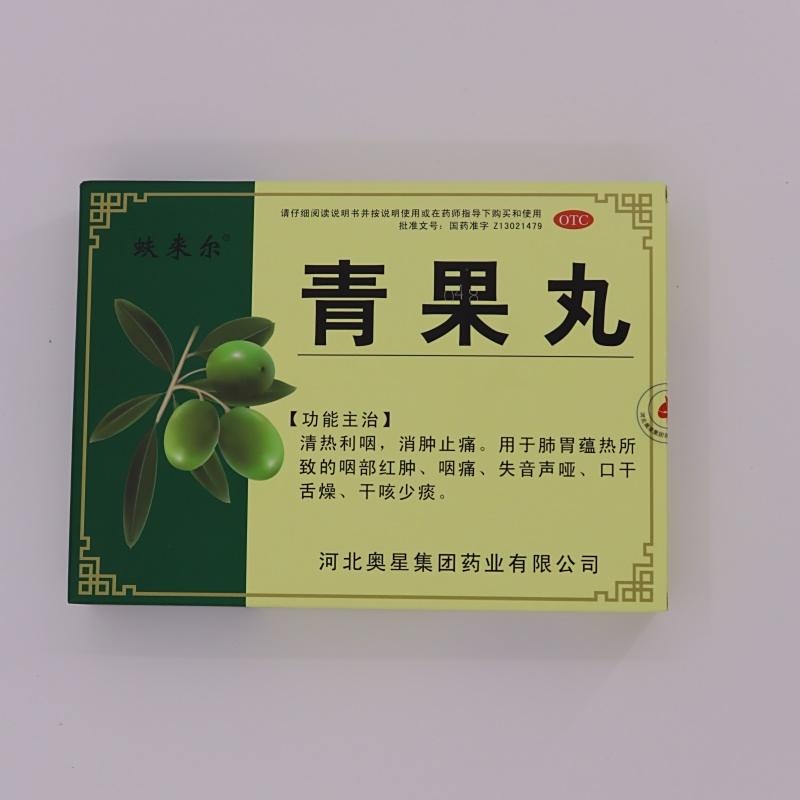 蚨来尔®
请仔细阅读说明书并按说明使用或在药师指导下购买和使用
批准文号：国药准字 Z13021479
OTC
青果丸
【功能主治】
清热利咽，消肿止痛。用于肺胃蕴热所
致的咽部红肿、咽痛、失音声哑、口干
舌燥、干咳少痰。
河北奥星集团药业有限公司